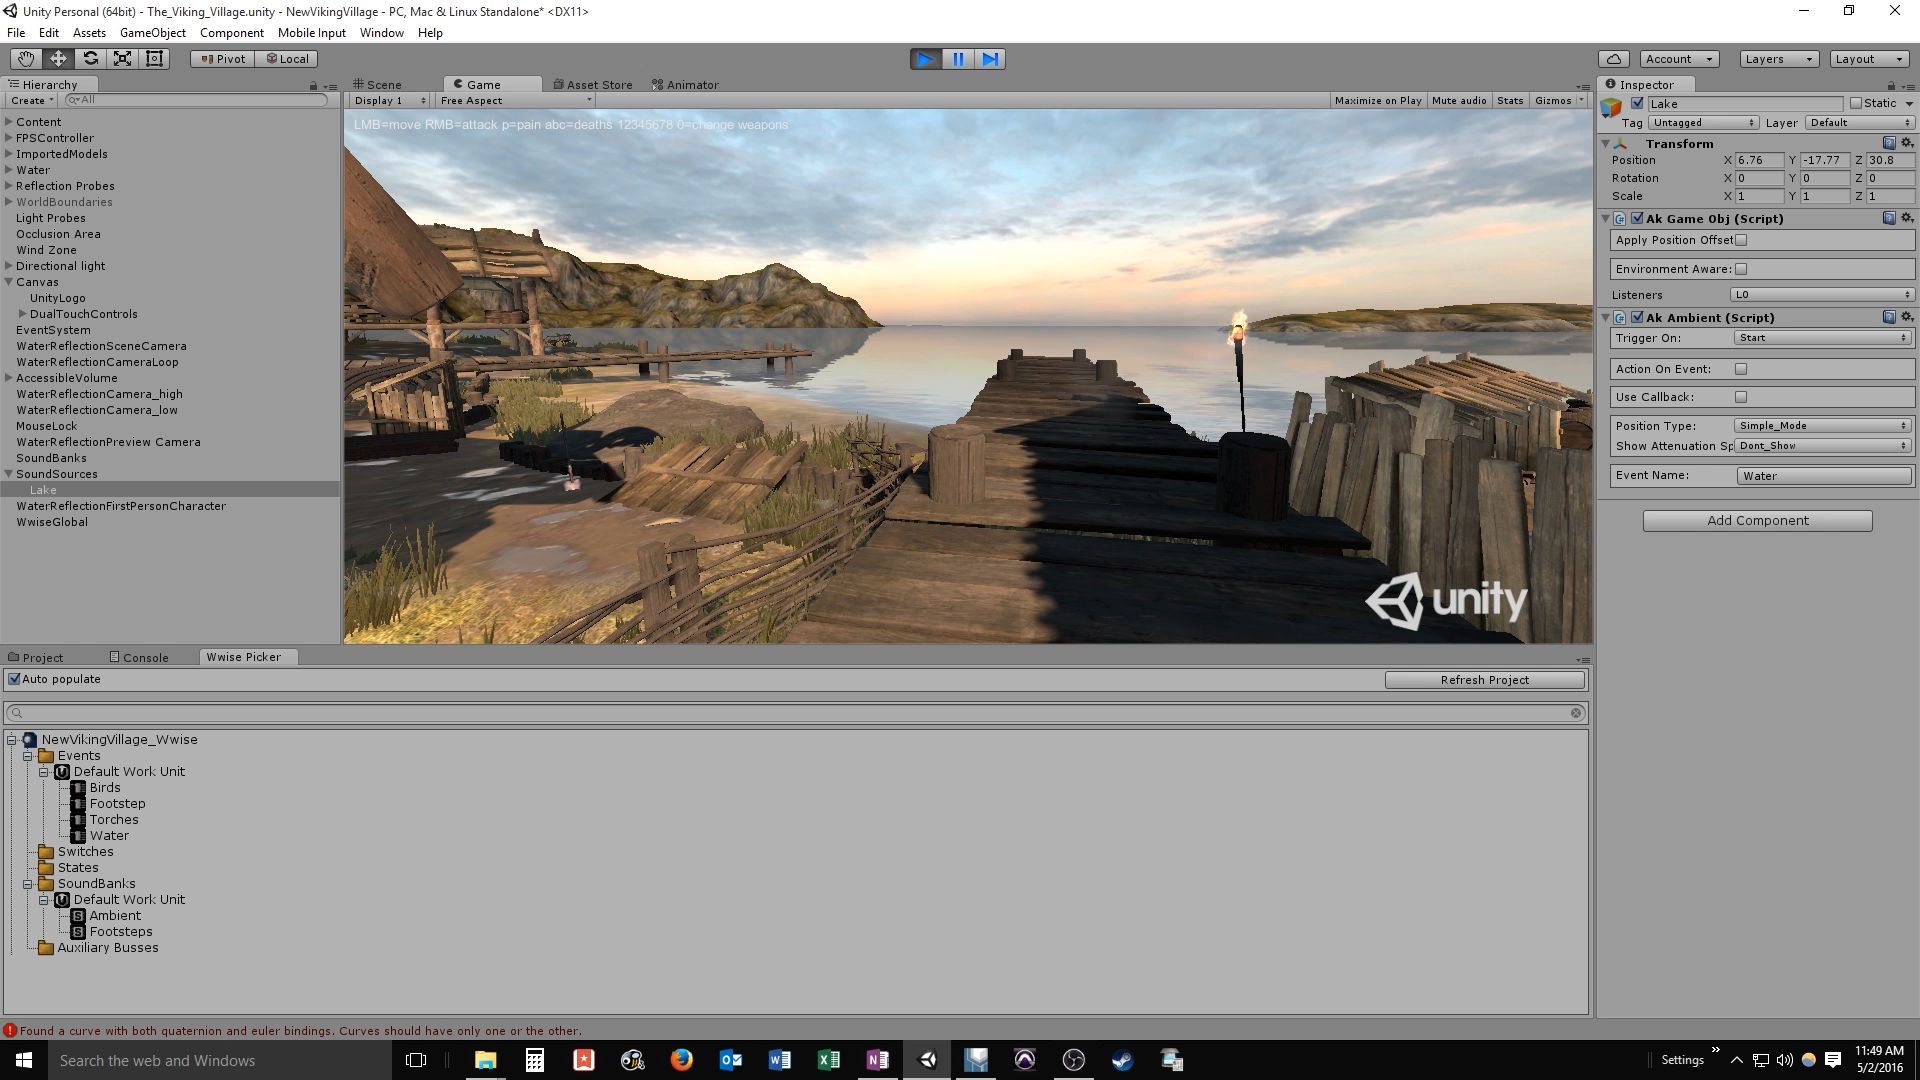 Unity Personal (64bit) - The_Viking_Village.unity - NewVikingVillage - PC, Mac & Linux Standalone* <DX11>
File Edit Assets GameObject Component Mobile Input Window Help
Pivot Local Account Layers Layout
Hierarchy
Create All
Content
FPSController
ImportedModels
Water
Reflection Probes
WorldBoundaries
Light Probes
Occlusion Area
Wind Zone
Directional light
Canvas
UnityLogo
DualTouchControls
EventSystem
WaterReflectionSceneCamera
WaterReflectionCameraLoop
AccessibleVolume
WaterReflectionCamera_high
WaterReflectionCamera_low
MouseLock
WaterReflectionPreview Camera
SoundBanks
SoundSources
Lake
WaterReflectionFirstPersonCharacter
WwiseGlobal
Scene Game Asset Store Animator
Display 1 Free Aspect Maximize on Play Mute audio Stats Gizmos
LMB=move RMB=attack p=pain abc=deaths 12345678 0=change weapons
unity
Inspector
Lake Static
Tag Untagged Layer Default
Transform
Position X 6.76 Y -17.77 Z 30.8
Rotation X 0 Y 0 Z 0
Scale X 1 Y 1 Z 1
Ak Game Obj (Script)
Apply Position Offset
Environment Aware:
Listeners L0
Ak Ambient (Script)
Trigger On: Start
Action On Event:
Use Callback:
Position Type: Simple_Mode
Show Attenuation Sp Dont_Show
Event Name: Water
Add Component
Project Console Wwise Picker
Auto populate Refresh Project
NewVikingVillage_Wwise
Events
Default Work Unit
Birds
Footstep
Torches
Water
Switches
States
SoundBanks
Default Work Unit
Ambient
Footsteps
Auxiliary Busses
Found a curve with both quaternion and euler bindings. Curves should have only one or the other.
Search the web and Windows
Settings
11:49 AM
5/2/2016